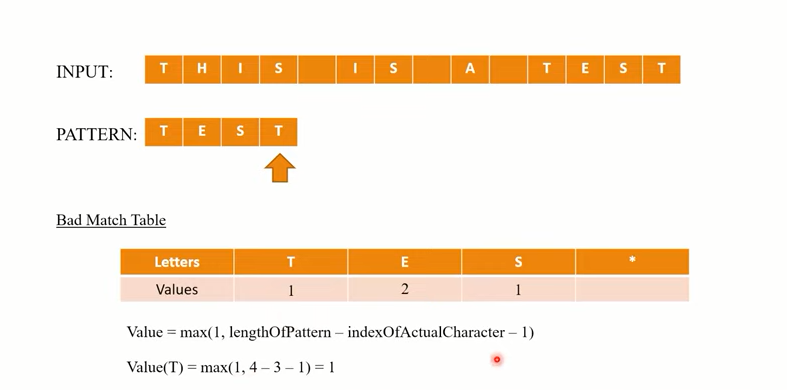 INPUT: T H I S I S A T E S T
PATTERN: T E S T
Bad Match Table
Letters T E S *
Values 1 2 1
Value = max(1, lengthOfPattern – indexOfActualCharacter – 1)
Value(T) = max(1, 4 – 3 – 1) = 1